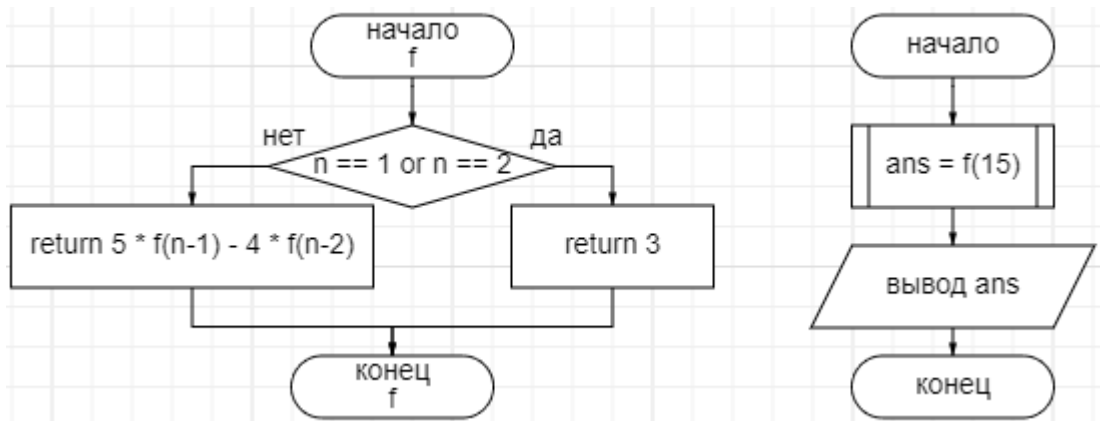 начало
f
нет
да
n == 1 or n == 2
return 5 * f(n-1) - 4 * f(n-2)
return 3
конец
f
начало
ans = f(15)
вывод ans
конец